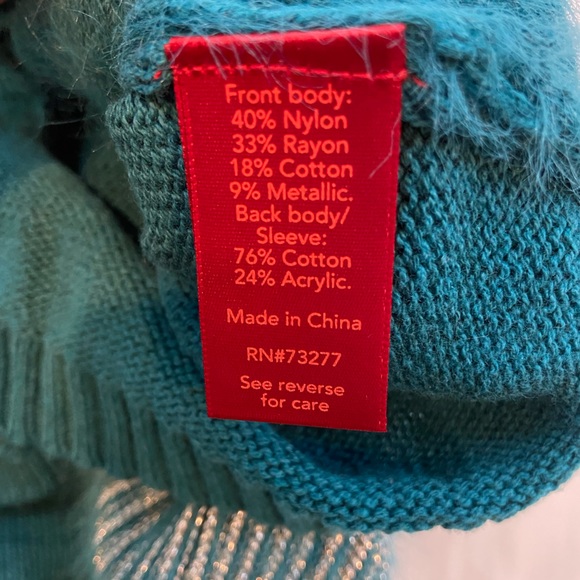 Front body:
40% Nylon
33% Rayon
18% Cotton
9% Metallic.
Back body/
Sleeve:
76% Cotton
24% Acrylic.
Made in China
RN#73277
See reverse
for care